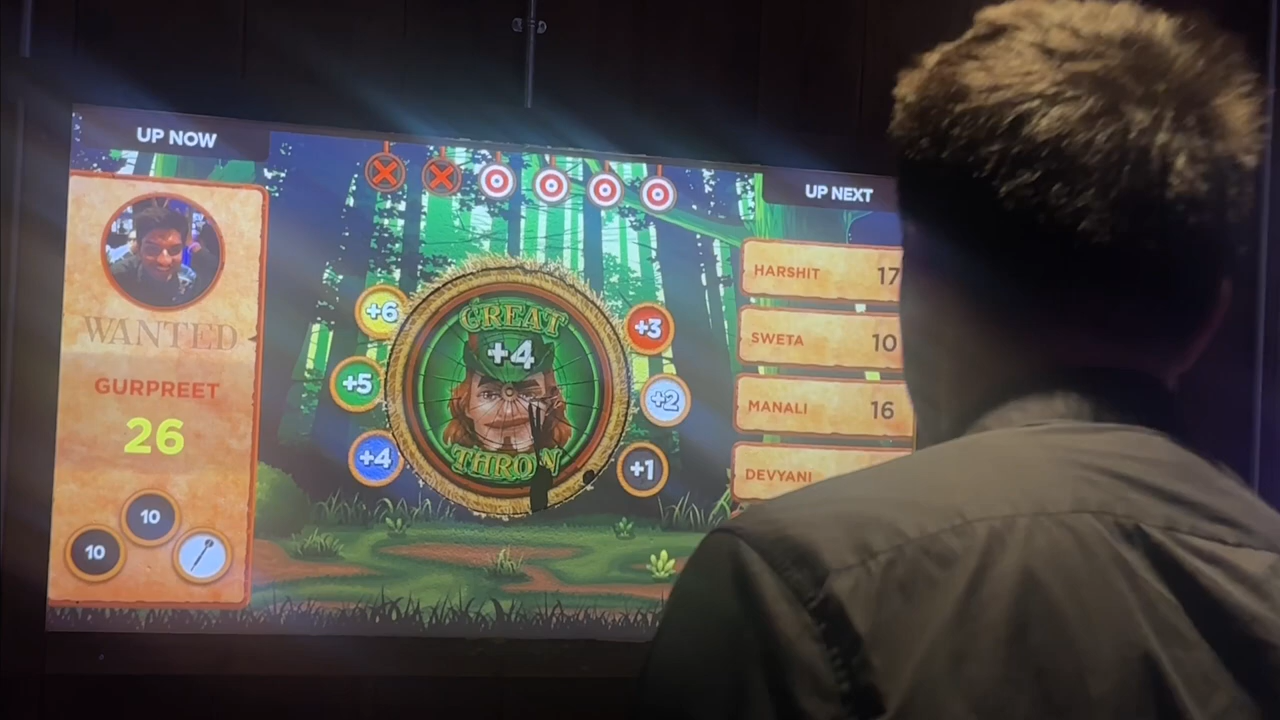 UP NOW
WANTED
GURPREET
26
10
10
+6
+5
+4
GREAT
+4
THROW
+3
+2
+1
UP NEXT
HARSHIT 17
SWETA 10
MANALI 16
DEVYANI